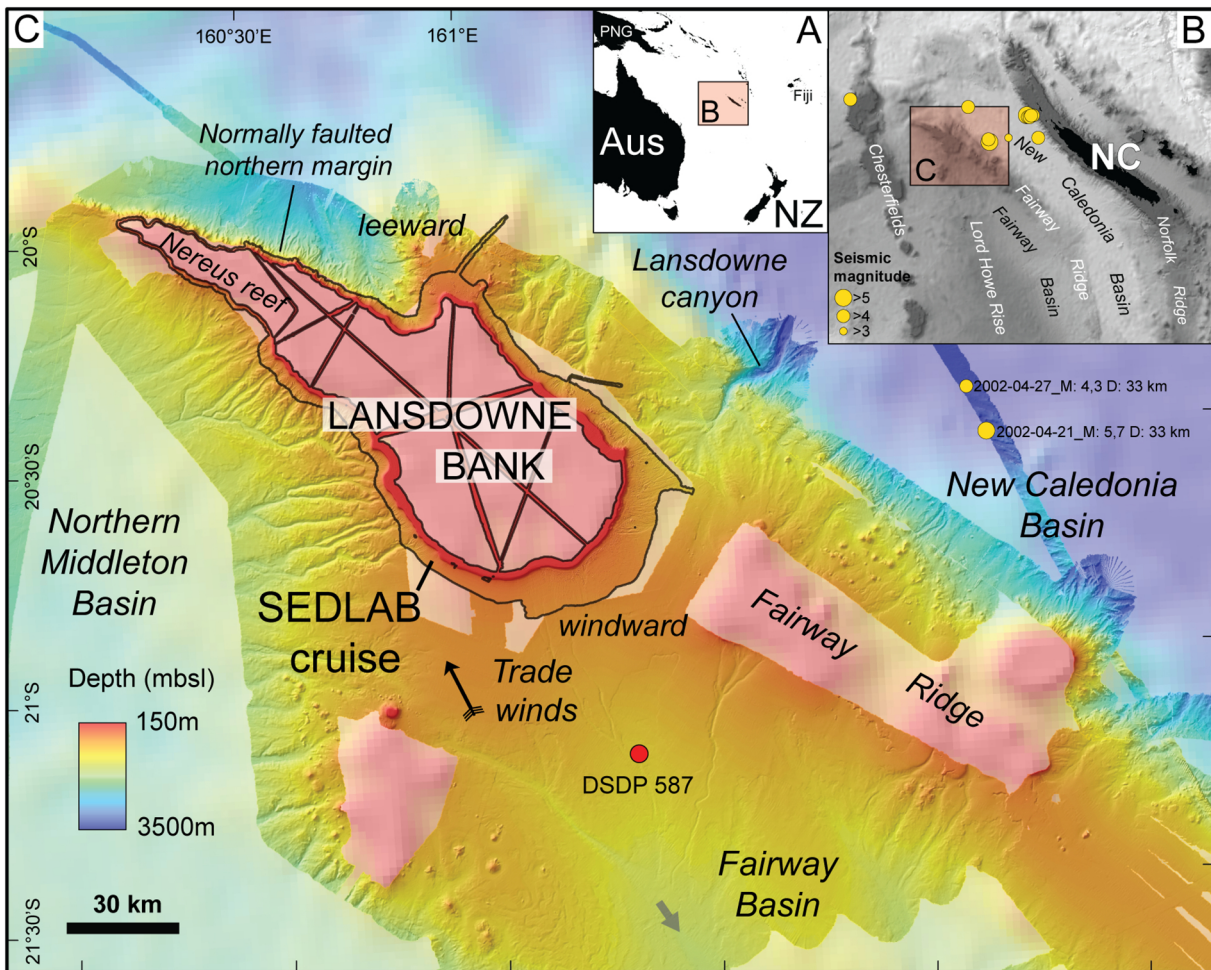 C
160°30'E
161°E
Normally faulted
northern margin
leeward
20°S
Nereus reef
Lansdowne
canyon
LANSDOWNE
BANK
20°30'S
Northern
Middleton
Basin
SEDLAB
cruise
windward
Trade
winds
Fairway
Ridge
New Caledonia
Basin
2002-04-27_M: 4,3 D: 33 km
2002-04-21_M: 5,7 D: 33 km
Depth (mbsl)
150m
3500m
21°S
DSDP 587
Fairway
Basin
30 km
21°30'S
A
PNG
B
Fiji
Aus
NZ
B
C
NC
Chesterfields
New
Caledonia
Basin
Fairway
Ridge
Fairway
Basin
Lord Howe Rise
Norfolk
Ridge
Seismic
magnitude
>5
>4
>3